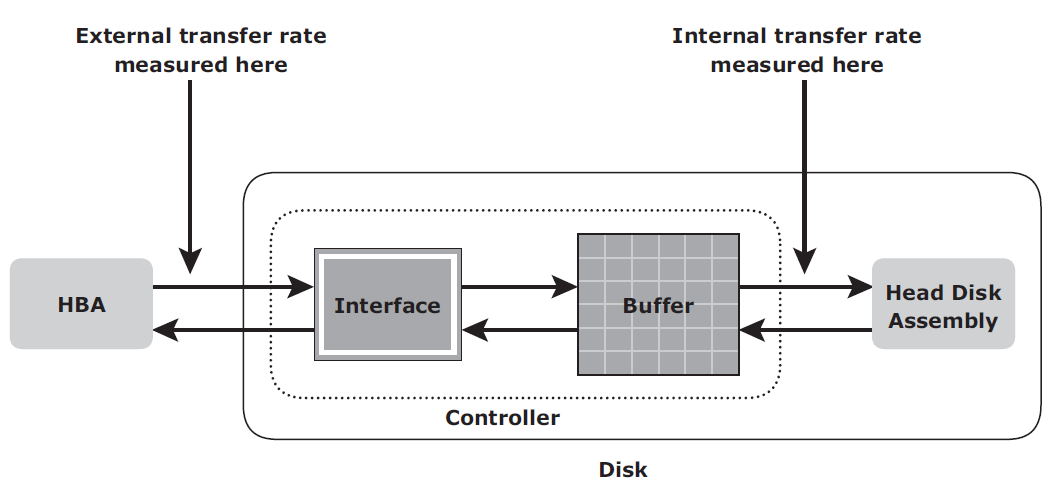 External transfer rate
measured here
Internal transfer rate
measured here
HBA
Interface
Buffer
Head Disk
Assembly
Controller
Disk